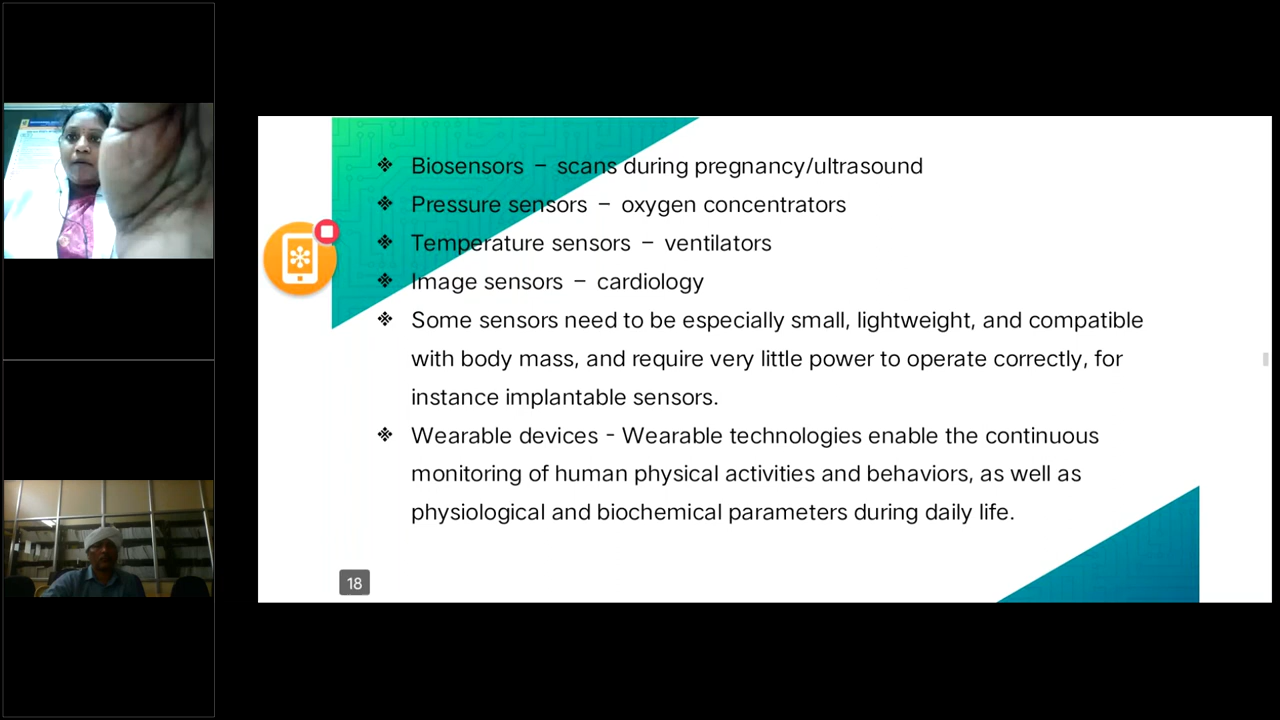 ❖ Biosensors – scans during pregnancy/ultrasound
❖ Pressure sensors – oxygen concentrators
❖ Temperature sensors – ventilators
❖ Image sensors – cardiology
❖ Some sensors need to be especially small, lightweight, and compatible
with body mass, and require very little power to operate correctly, for
instance implantable sensors.
❖ Wearable devices - Wearable technologies enable the continuous
monitoring of human physical activities and behaviors, as well as
physiological and biochemical parameters during daily life.
18